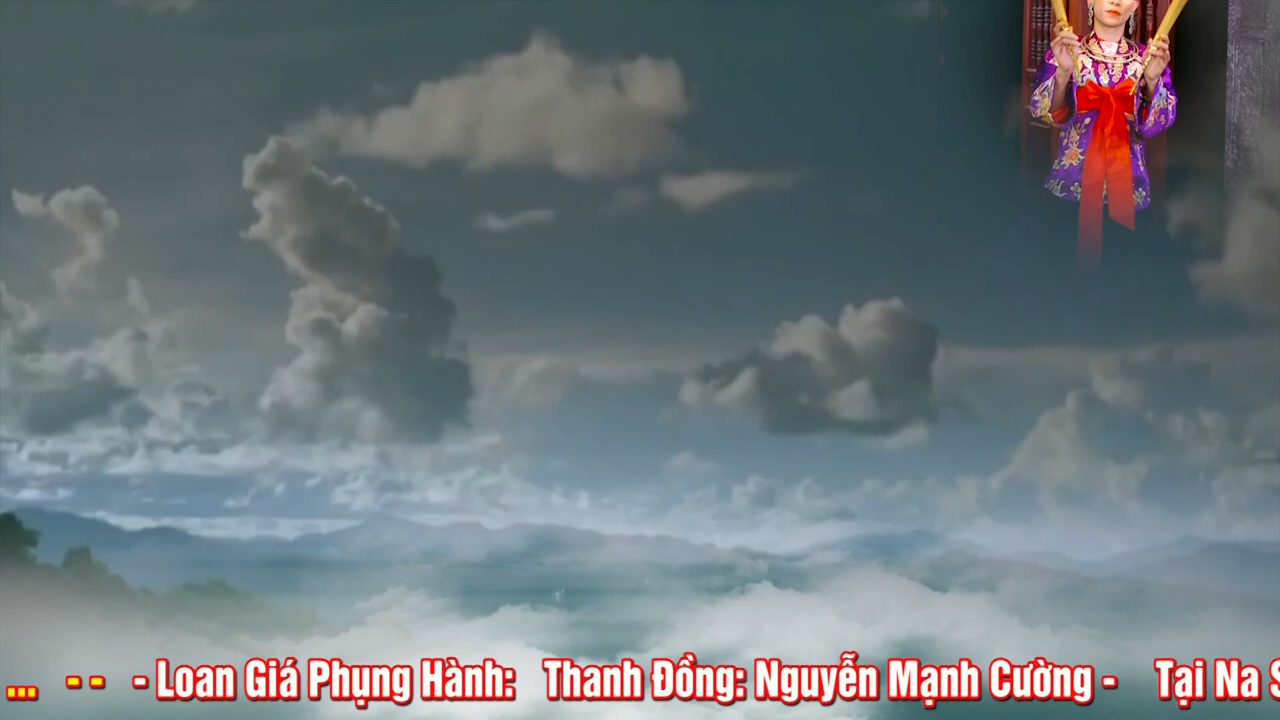 ... - - - Loan Giá Phụng Hành: Thanh Đồng: Nguyễn Mạnh Cường - Tại Na